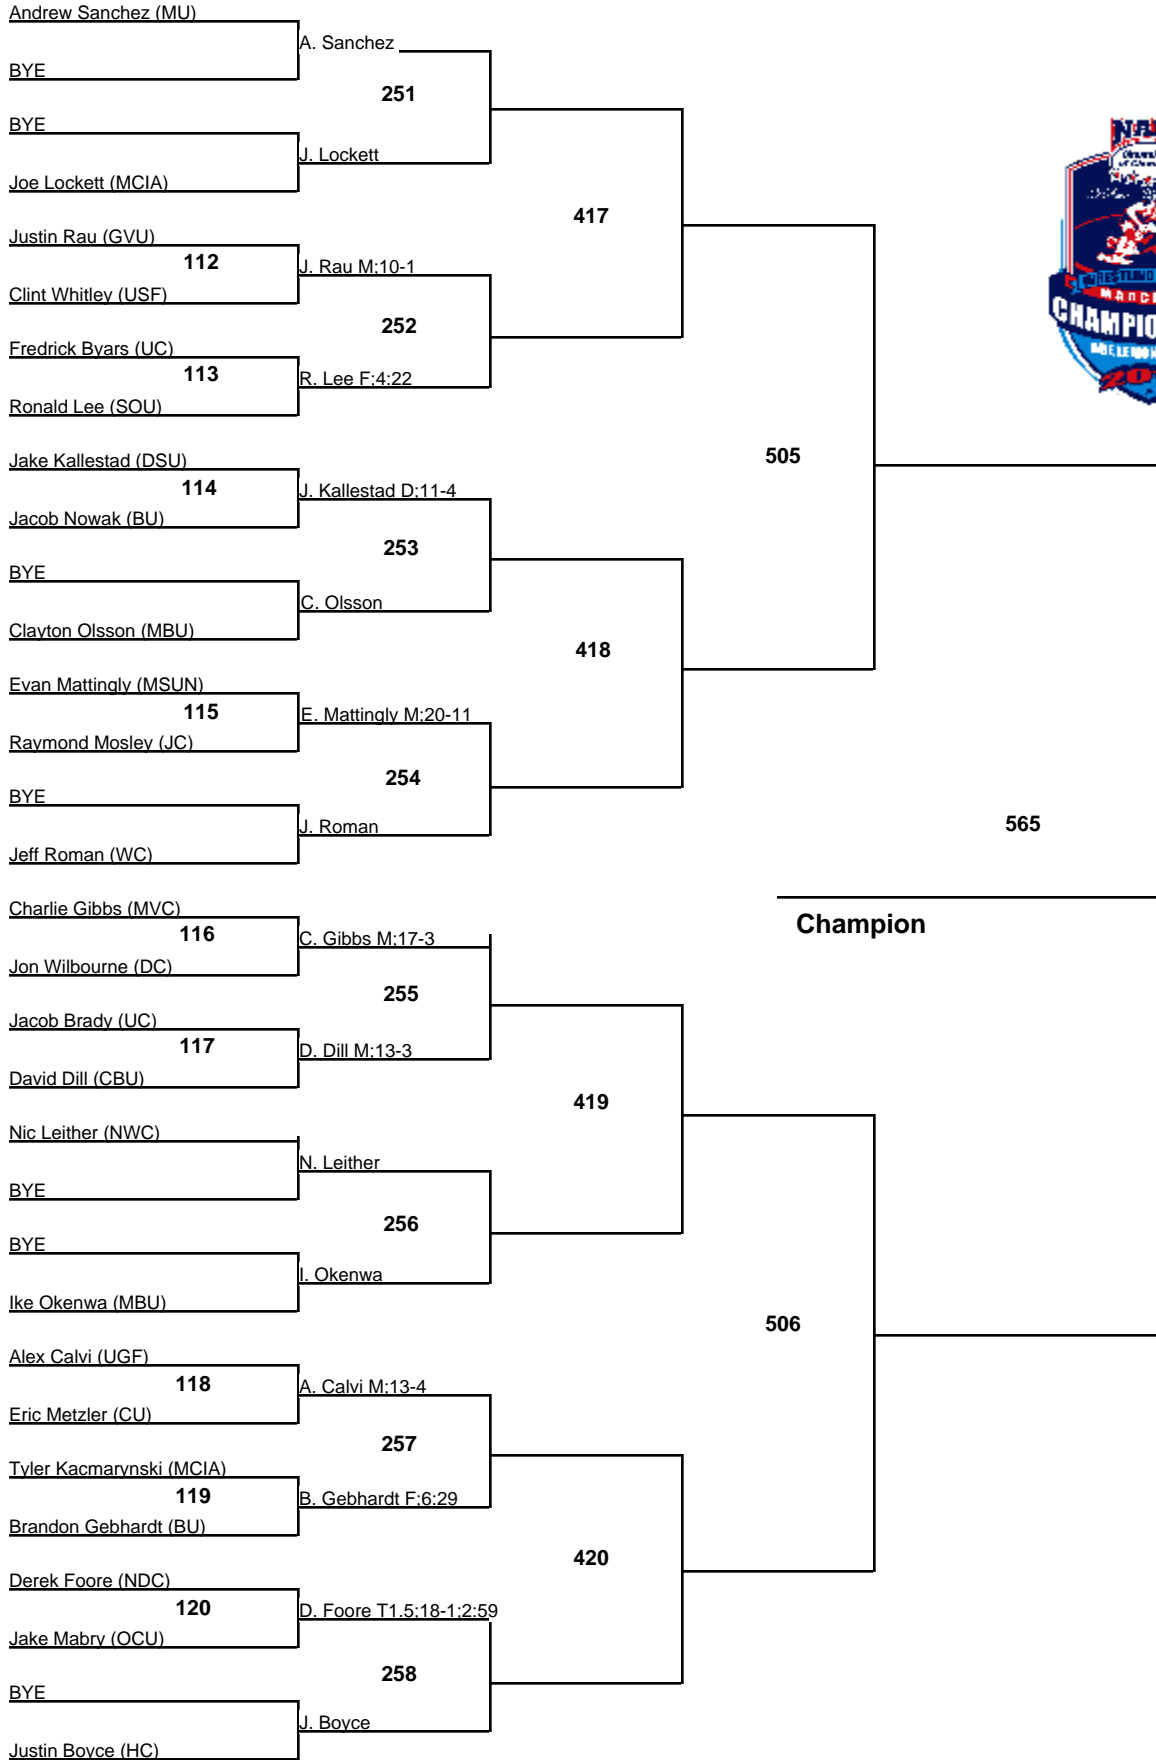 Andrew Sanchez (MU)
A. Sanchez
BYE
251
BYE
J. Lockett
Joe Lockett (MCIA)
417
Justin Rau (GVU)
112
J. Rau M;10-1
Clint Whitley (USF)
252
Fredrick Byars (UC)
113
R. Lee F;4:22
Ronald Lee (SOU)
505
Jake Kallestad (DSU)
114
J. Kallestad D;11-4
Jacob Nowak (BU)
253
BYE
C. Olsson
Clayton Olsson (MBU)
418
Evan Mattingly (MSUN)
115
E. Mattingly M;20-11
Raymond Mosley (JC)
254
BYE
J. Roman
565
Jeff Roman (WC)
Charlie Gibbs (MVC)
Champion
116
C. Gibbs M;17-3
Jon Wilbourne (DC)
255
Jacob Brady (UC)
117
D. Dill M;13-3
David Dill (CBU)
419
Nic Leither (NWC)
N. Leither
BYE
256
BYE
I. Okenwa
Ike Okenwa (MBU)
506
Alex Calvi (UGF)
118
A. Calvi M;13-4
Eric Metzler (CU)
257
Tyler Kacmarynski (MCIA)
119
B. Gebhardt F;6:29
Brandon Gebhardt (BU)
420
Derek Foore (NDC)
120
D. Foore T1.5;18-1;2:59
Jake Mabry (OCU)
258
BYE
J. Boyce
Justin Boyce (HC)